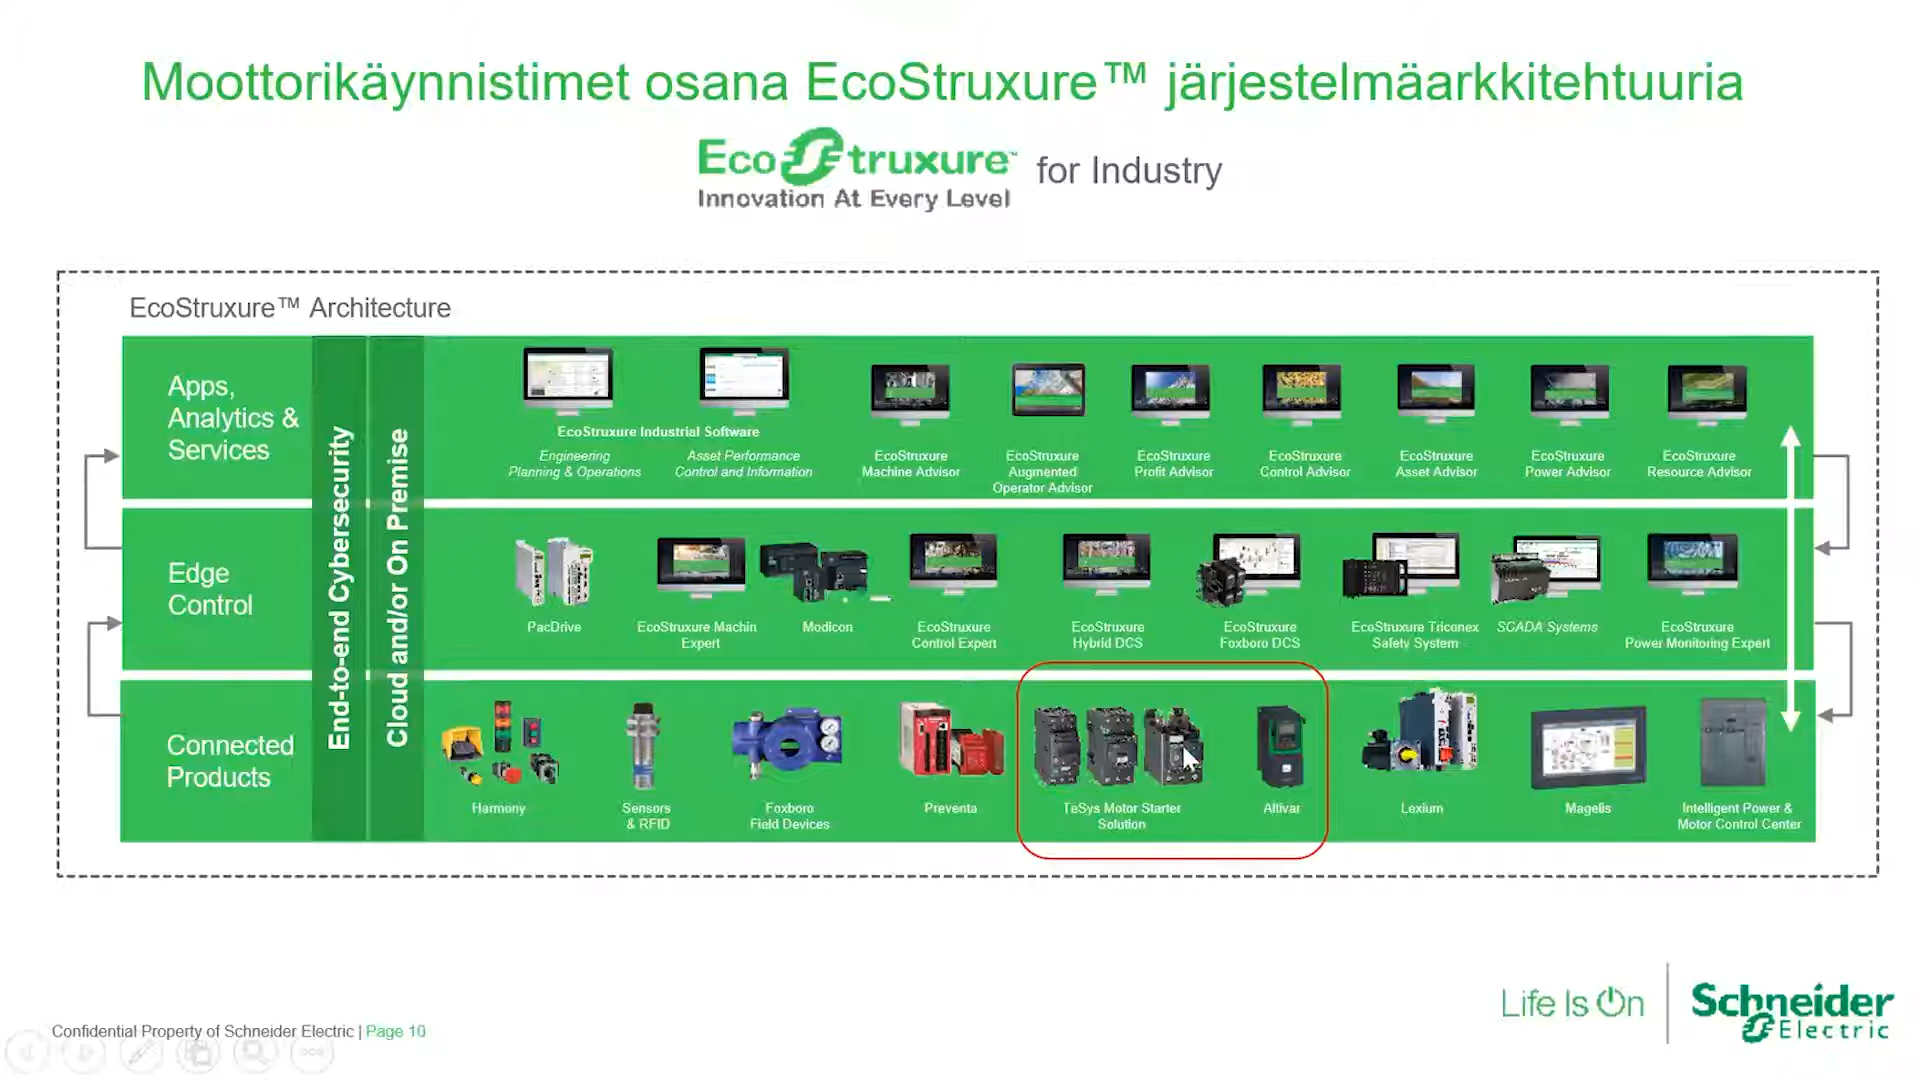 Moottorikäynnistimet osana EcoStruxure™ järjestelmäarkkitehtuuria
EcoStruxure™ for Industry
Innovation At Every Level
EcoStruxure™ Architecture
Apps,
Analytics &
Services
End-to-end Cybersecurity
Cloud and/or On Premise
EcoStruxure Industrial Software
Engineering
Planning & Operations
Asset Performance
Control and Information
EcoStruxure
Machine Advisor
EcoStruxure
Augmented
Operator Advisor
EcoStruxure
Profit Advisor
EcoStruxure
Control Advisor
EcoStruxure
Asset Advisor
EcoStruxure
Power Advisor
EcoStruxure
Resource Advisor
Edge
Control
PacDrive
EcoStruxure Machin
Expert
Modicon
EcoStruxure
Control Expert
EcoStruxure
Hybrid DCS
EcoStruxure
Foxboro DCS
EcoStruxure Triconex
Safety System
SCADA Systems
EcoStruxure
Power Monitoring Expert
Connected
Products
Harmony
Sensors
& RFID
Foxboro
Field Devices
Preventa
TeSys Motor Starter
Solution
Altivar
Lexium
Magelis
Intelligent Power &
Motor Control Center
Life Is On
Schneider
Electric
Confidential Property of Schneider Electric | Page 10